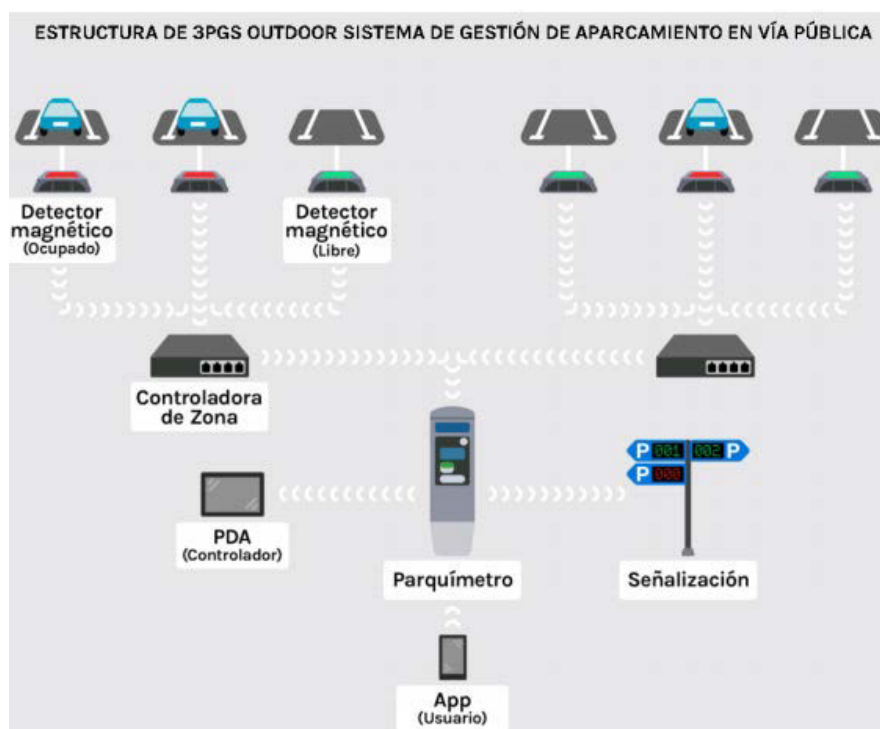 ESTRUCTURA DE 3PGS OUTDOOR SISTEMA DE GESTIÓN DE APARCAMIENTO EN VÍA PÚBLICA
Detector
magnético
(Ocupado)
Detector
magnético
(Libre)
Controladora
de Zona
P 001
002 P
P 000
PDA
(Controlador)
Parquímetro
Señalización
App
(Usuario)